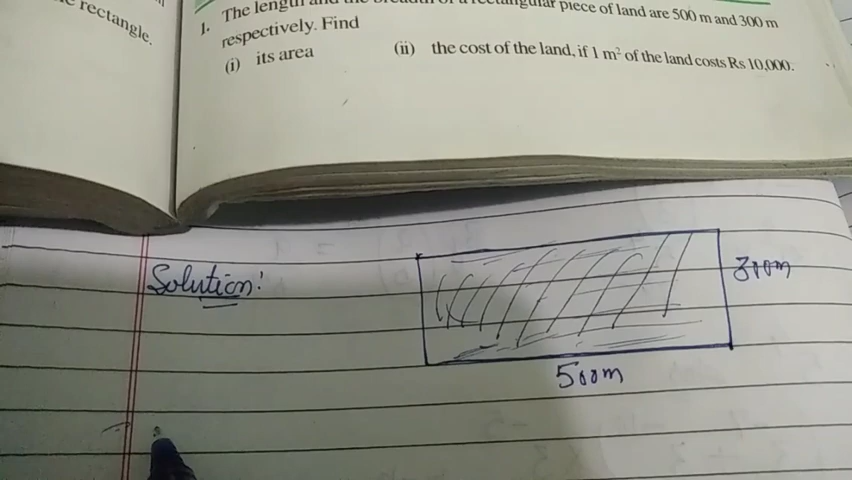 rectangle.
1. The length and the breadth of a rectangular piece of land are 500 m and 300 m
respectively. Find
(i) its area (ii) the cost of the land, if 1 m² of the land costs Rs 10,000.
Solution:
300m
500m